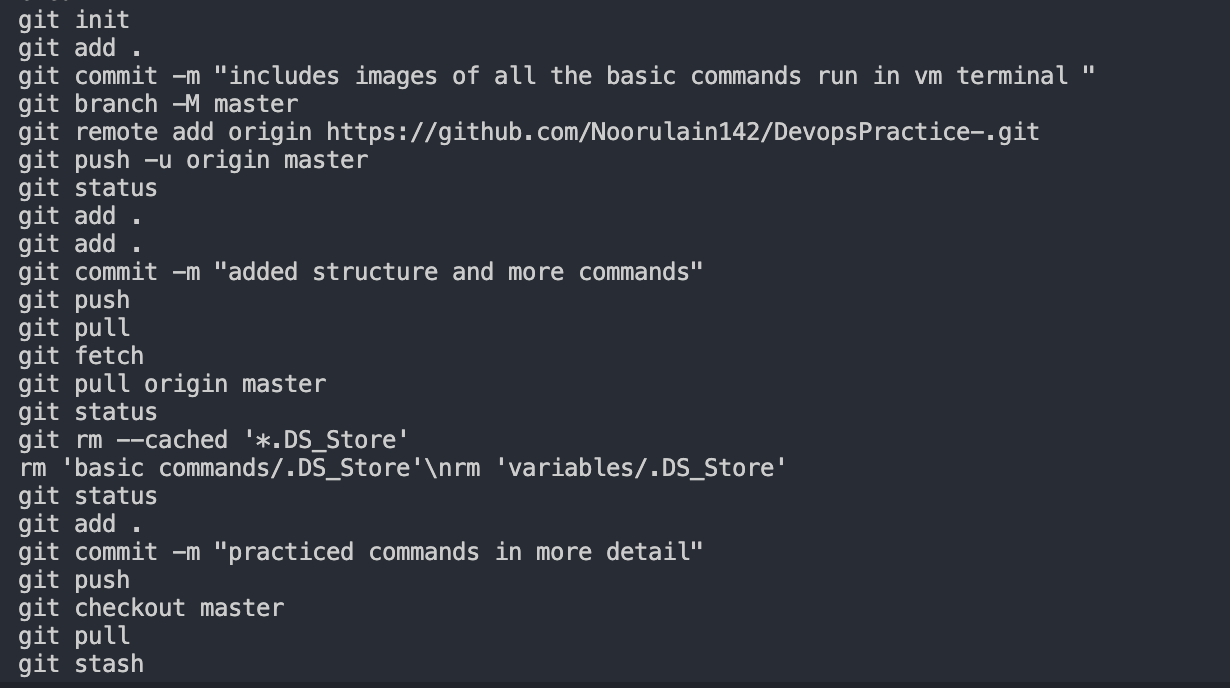 git init
git add .
git commit -m "includes images of all the basic commands run in vm terminal "
git branch -M master
git remote add origin https://github.com/Noorulain142/DevopsPractice-.git
git push -u origin master
git status
git add .
git add .
git commit -m "added structure and more commands"
git push
git pull
git fetch
git pull origin master
git status
git rm --cached '*.DS_Store'
rm 'basic commands/.DS_Store'\nrm 'variables/.DS_Store'
git status
git add .
git commit -m "practiced commands in more detail"
git push
git checkout master
git pull
git stash